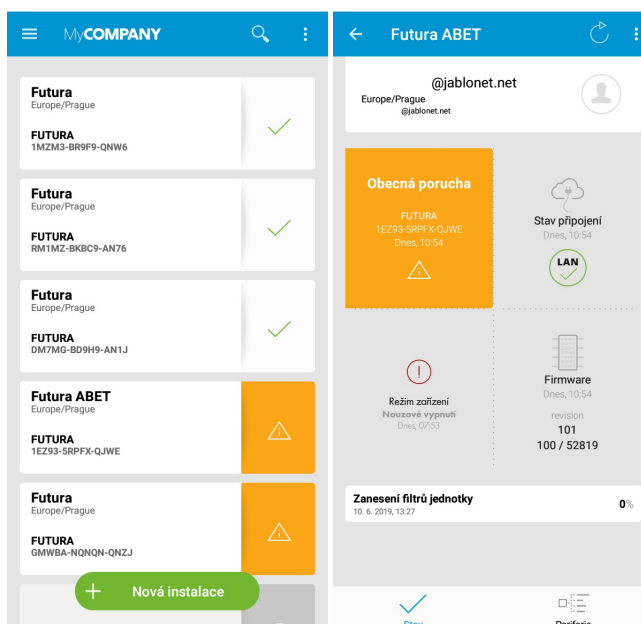 MyCOMPANY
Futura
Europe/Prague
FUTURA
1MZM3-BR9F9-QNW6
Futura
Europe/Prague
FUTURA
RM1MZ-BKBC9-AN76
Futura
Europe/Prague
FUTURA
DM7MG-BD9H9-AN1J
Futura ABET
Europe/Prague
FUTURA
1EZ93-5RPFX-QJWE
Futura
Europe/Prague
FUTURA
GMWBA-NQNQN-QNZJ
+ Nová instalace
Futura ABET
@jablonet.net
Europe/Prague
@jablonet.net
Obecná porucha
FUTURA
1EZ93-5RPFX-QJWE
Dnes, 10:54
Stav připojení
Dnes, 10:54
LAN
Režim zařízení
Nouzové vypnutí
Dnes, 07:53
Firmware
Dnes, 10:54
revision
101
100 / 52819
Zanesení filtrů jednotky
0%
10. 6. 2019, 13:27
Stav
Periferie